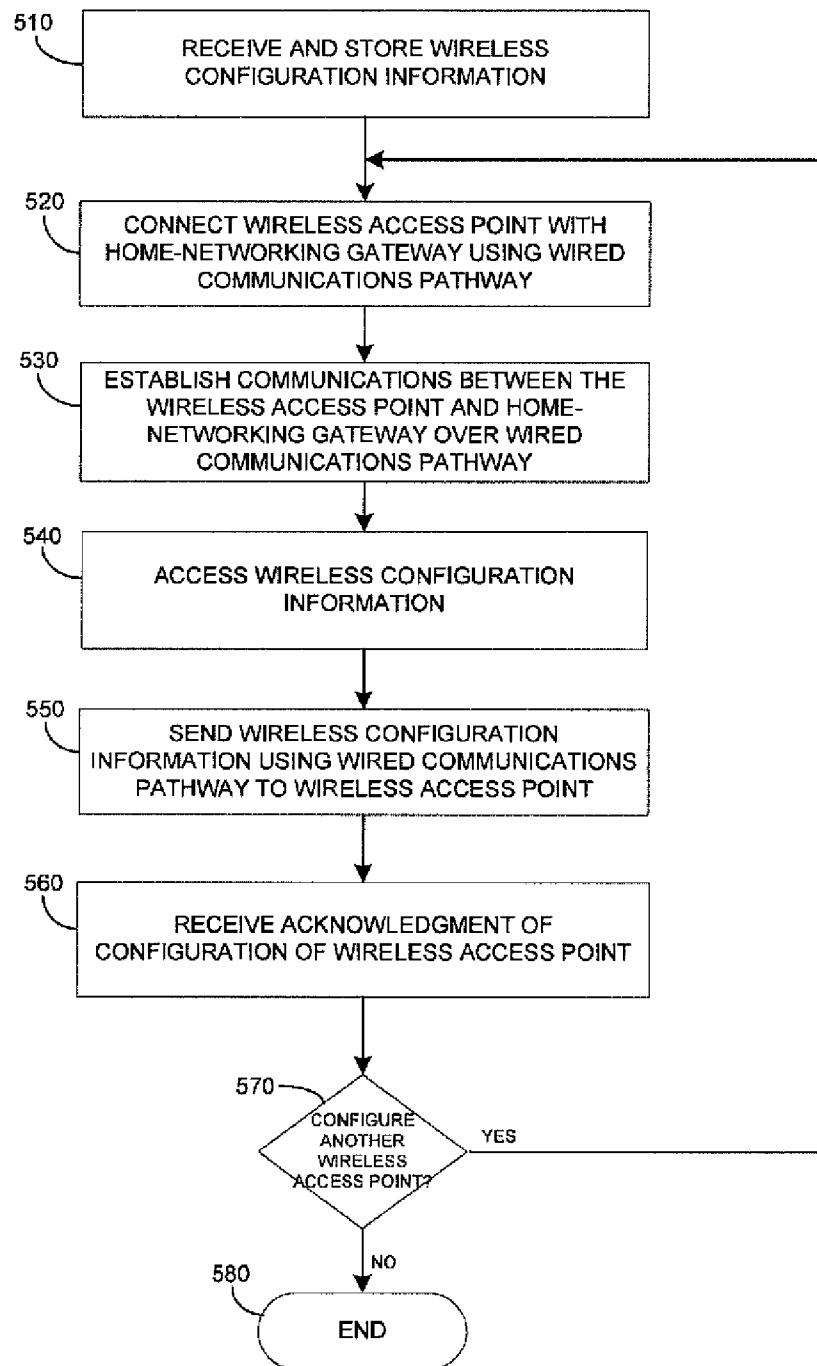 510
RECEIVE AND STORE WIRELESS
CONFIGURATION INFORMATION
520
CONNECT WIRELESS ACCESS POINT WITH
HOME-NETWORKING GATEWAY USING WIRED
COMMUNICATIONS PATHWAY
530
ESTABLISH COMMUNICATIONS BETWEEN THE
WIRELESS ACCESS POINT AND HOME-
NETWORKING GATEWAY OVER WIRED
COMMUNICATIONS PATHWAY
540
ACCESS WIRELESS CONFIGURATION
INFORMATION
550
SEND WIRELESS CONFIGURATION
INFORMATION USING WIRED COMMUNICATIONS
PATHWAY TO WIRELESS ACCESS POINT
560
RECEIVE ACKNOWLEDGMENT OF
CONFIGURATION OF WIRELESS ACCESS POINT
570
CONFIGURE
ANOTHER
WIRELESS
ACCESS POINT?
YES
NO
580
END